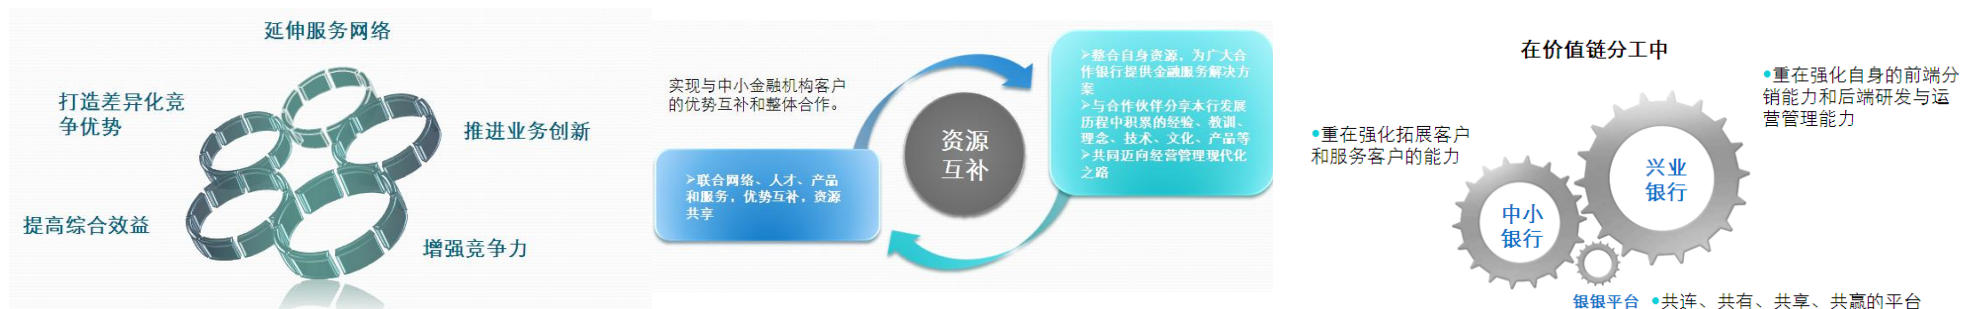 延伸服务网络
打造差异化竞
争优势
推进业务创新
提高综合效益
增强竞争力
实现与中小金融机构客户
的优势互补和整体合作。
➢联合网络、人才、产品
和服务，优势互补，资源
共享
资源
互补
➢整合自身资源，为广大合
作银行提供金融服务解决方
案
➢与合作伙伴分享本行发展
历程中积累的经验、教训、
理念、技术、文化、产品等
➢共同迈向经营管理现代化
之路
在价值链分工中
•重在强化拓展客户
和服务客户的能力
•重在强化自身的前端分
销能力和后端研发与运
营管理能力
中小
银行
兴业
银行
银银平台 •共连、共有、共享、共赢的平台